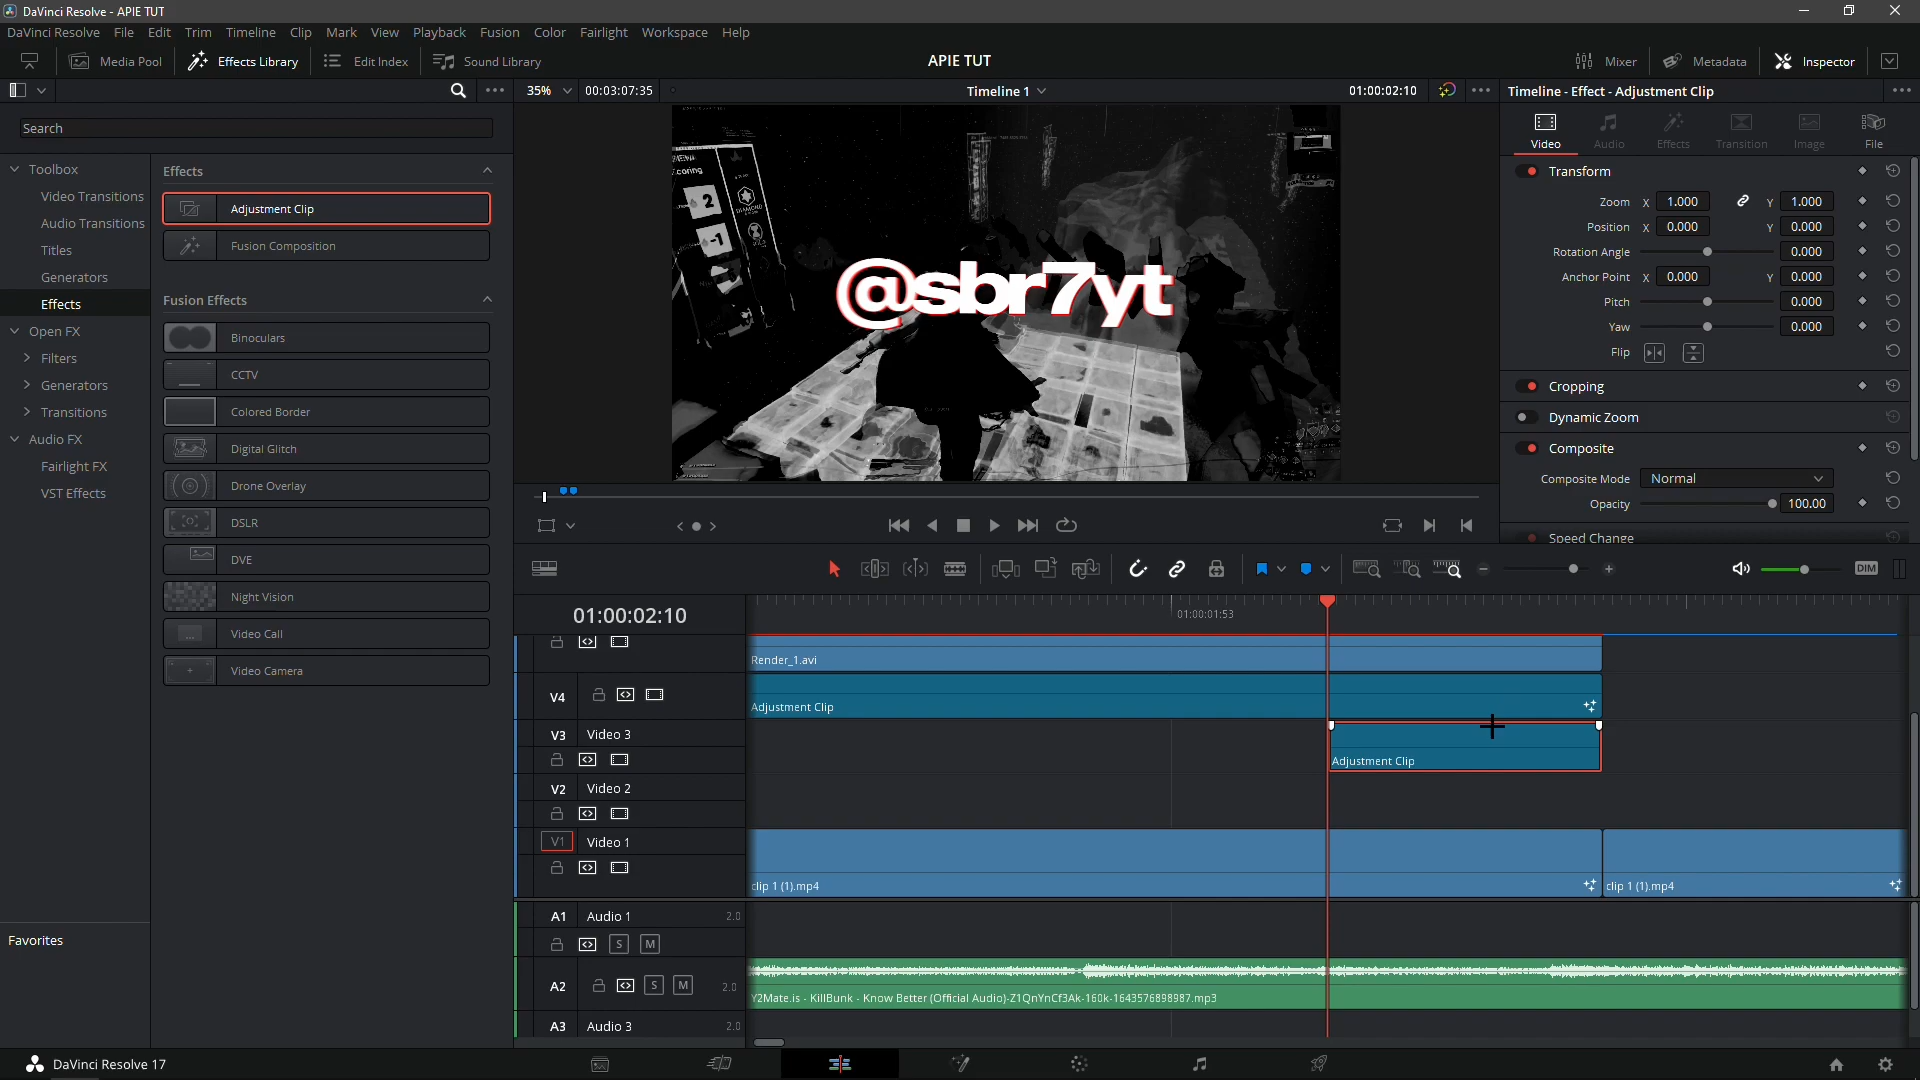 DaVinci Resolve - APIE TUT
DaVinci Resolve File Edit Trim Timeline Clip Mark View Playback Fusion Color Fairlight Workspace Help
Media Pool Effects Library Edit Index Sound Library APIE TUT Mixer Metadata Inspector
35% 00:03:07:35 Timeline 1 01:00:02:10 Timeline - Effect - Adjustment Clip
Search
Video Audio Effects Transition Image File
Toolbox
Video Transitions
Audio Transitions
Titles
Generators
Effects
Open FX
Filters
Generators
Transitions
Audio FX
Fairlight FX
VST Effects
Favorites
Effects
Adjustment Clip
Fusion Composition
Fusion Effects
Binoculars
CCTV
Colored Border
Digital Glitch
Drone Overlay
DSLR
DVE
Night Vision
Video Call
Video Camera
coring
2
-1
DIAMOND
@sbr7yt
Transform
Zoom X 1.000 Y 1.000
Position X 0.000 Y 0.000
Rotation Angle 0.000
Anchor Point X 0.000 Y 0.000
Pitch 0.000
Yaw 0.000
Flip
Cropping
Dynamic Zoom
Composite
Composite Mode Normal
Opacity 100.00
Speed Change
DIM
01:00:02:10 01:00:01:53
Render_1.avi
V4 Adjustment Clip
V3 Video 3
Adjustment Clip
V2 Video 2
V1 Video 1
clip 1 (1).mp4 clip 1 (1).mp4
A1 Audio 1 2.0
S M
A2 S M 2.0
Y2Mate.is - KillBunk - Know Better (Official Audio)-Z1QnYnCf3Ak-160k-1643576898987.mp3
A3 Audio 3 2.0
DaVinci Resolve 17